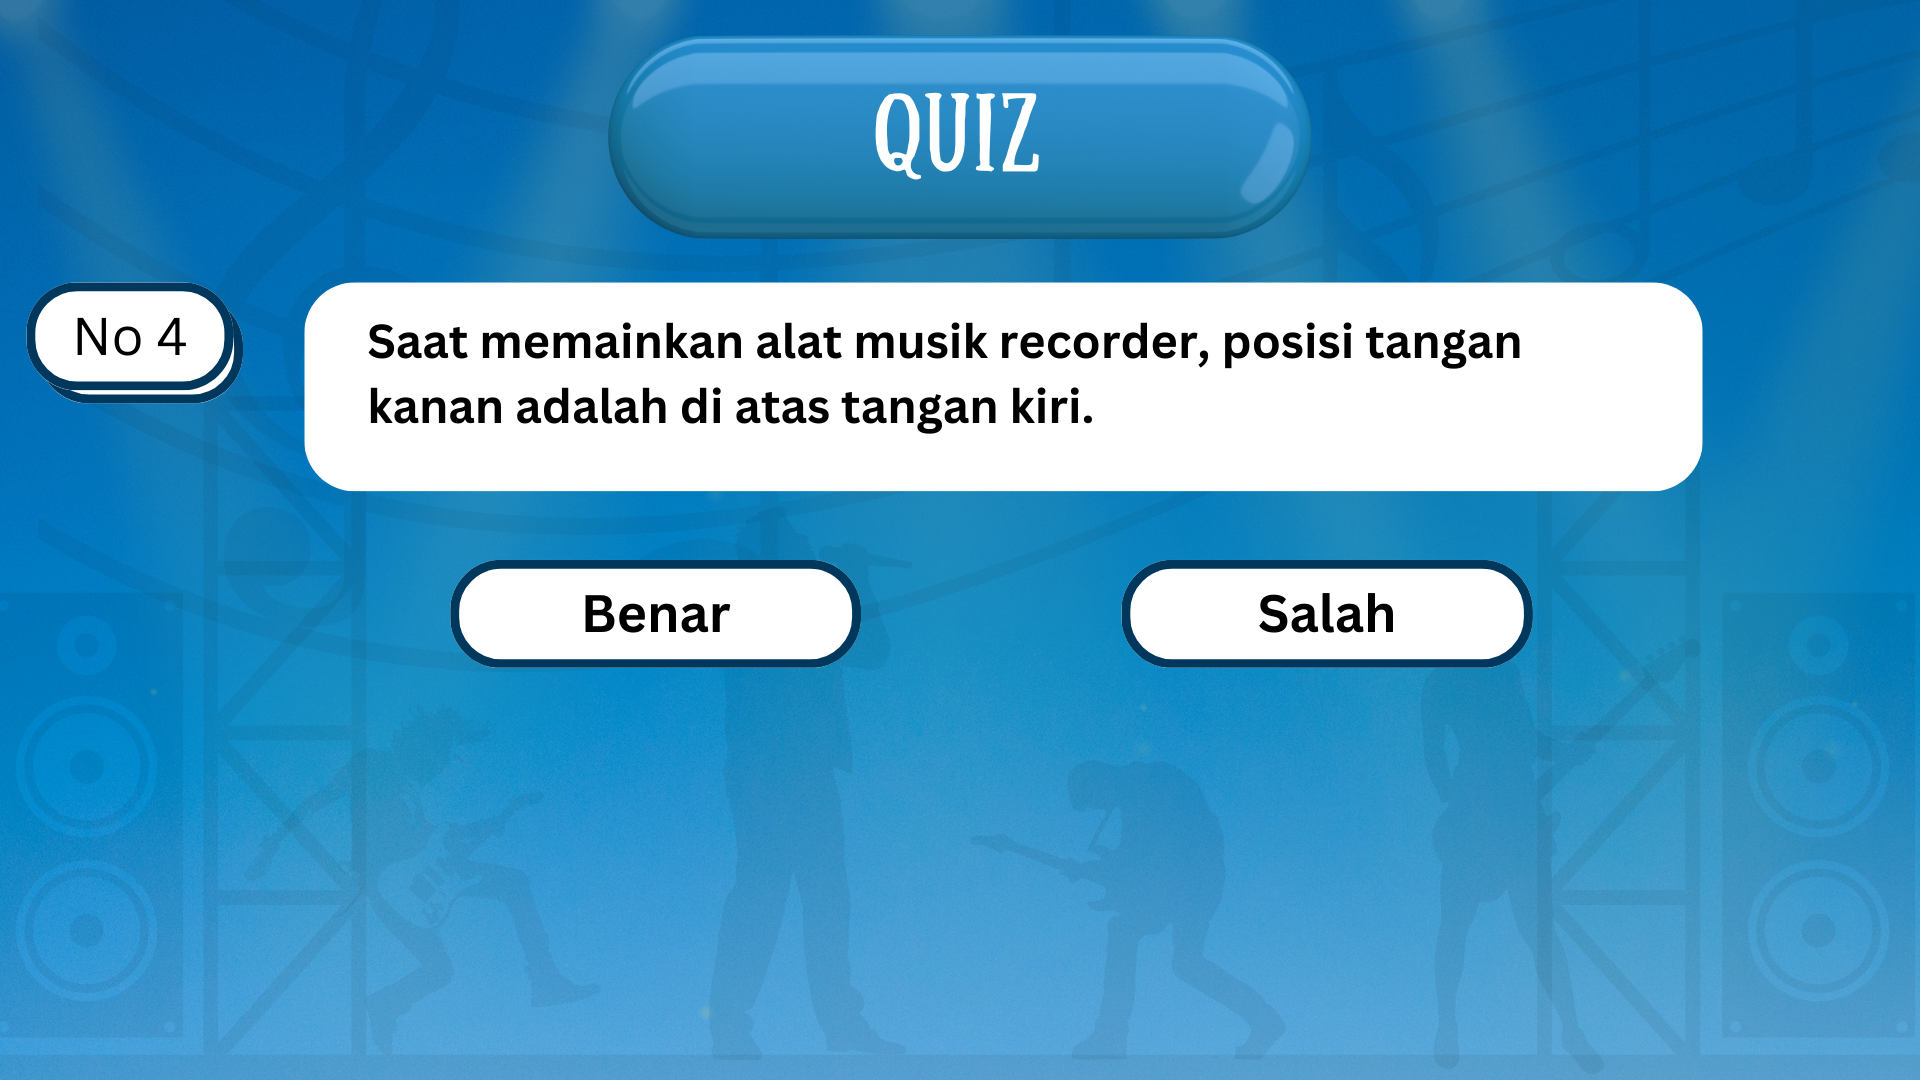 QUIZ
No 4
Saat memainkan alat musik recorder, posisi tangan
kanan adalah di atas tangan kiri.
Benar
Salah